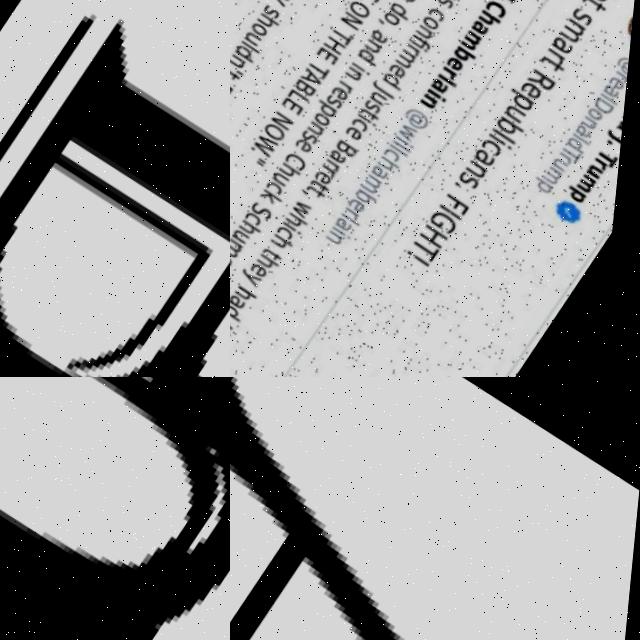 J. Trump
@realDonaldTrump
smart Republicans, FIGHT!
Chamberlain @willchamberlain
confirmed Justice Barrett, which they had
do, and in response Chuck Schum
ON THE TABLE NOW"
shouldn'